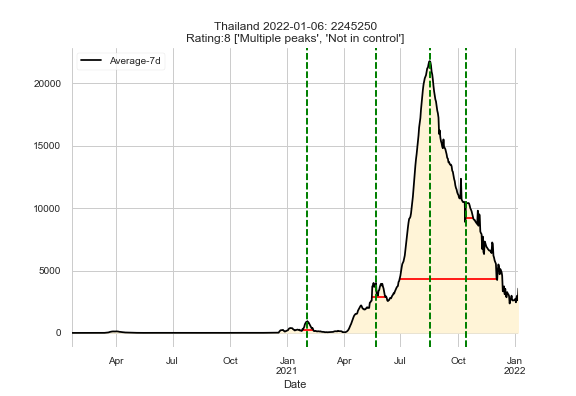 Thailand 2022-01-06: 2245250
Rating:8 ['Multiple peaks', 'Not in control']
Average-7d
20000
15000
10000
5000
0
Apr Jul Oct Jan Apr Jul Oct Jan
2021 2022
Date